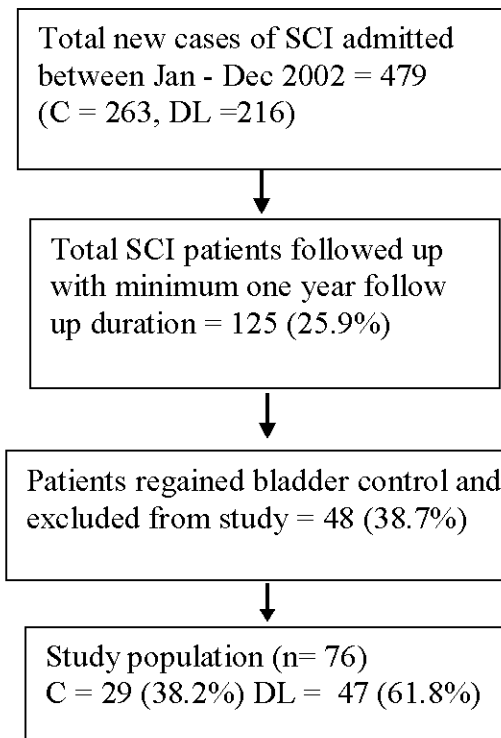 Total new cases of SCI admitted
between Jan - Dec 2002 = 479
(C = 263, DL =216)
Total SCI patients followed up
with minimum one year follow
up duration = 125 (25.9%)
Patients regained bladder control and
excluded from study = 48 (38.7%)
Study population (n= 76)
C = 29 (38.2%) DL = 47 (61.8%)